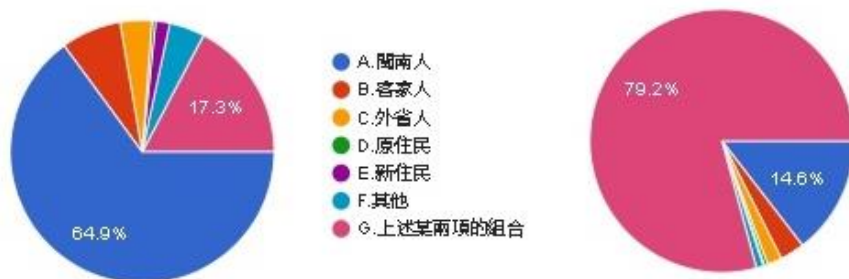 17.3%
64.9%
A.閩南人
B.客家人
C.外省人
D.原住民
E.新住民
F.其他
G.上述某兩項的組合
79.2%
14.6%